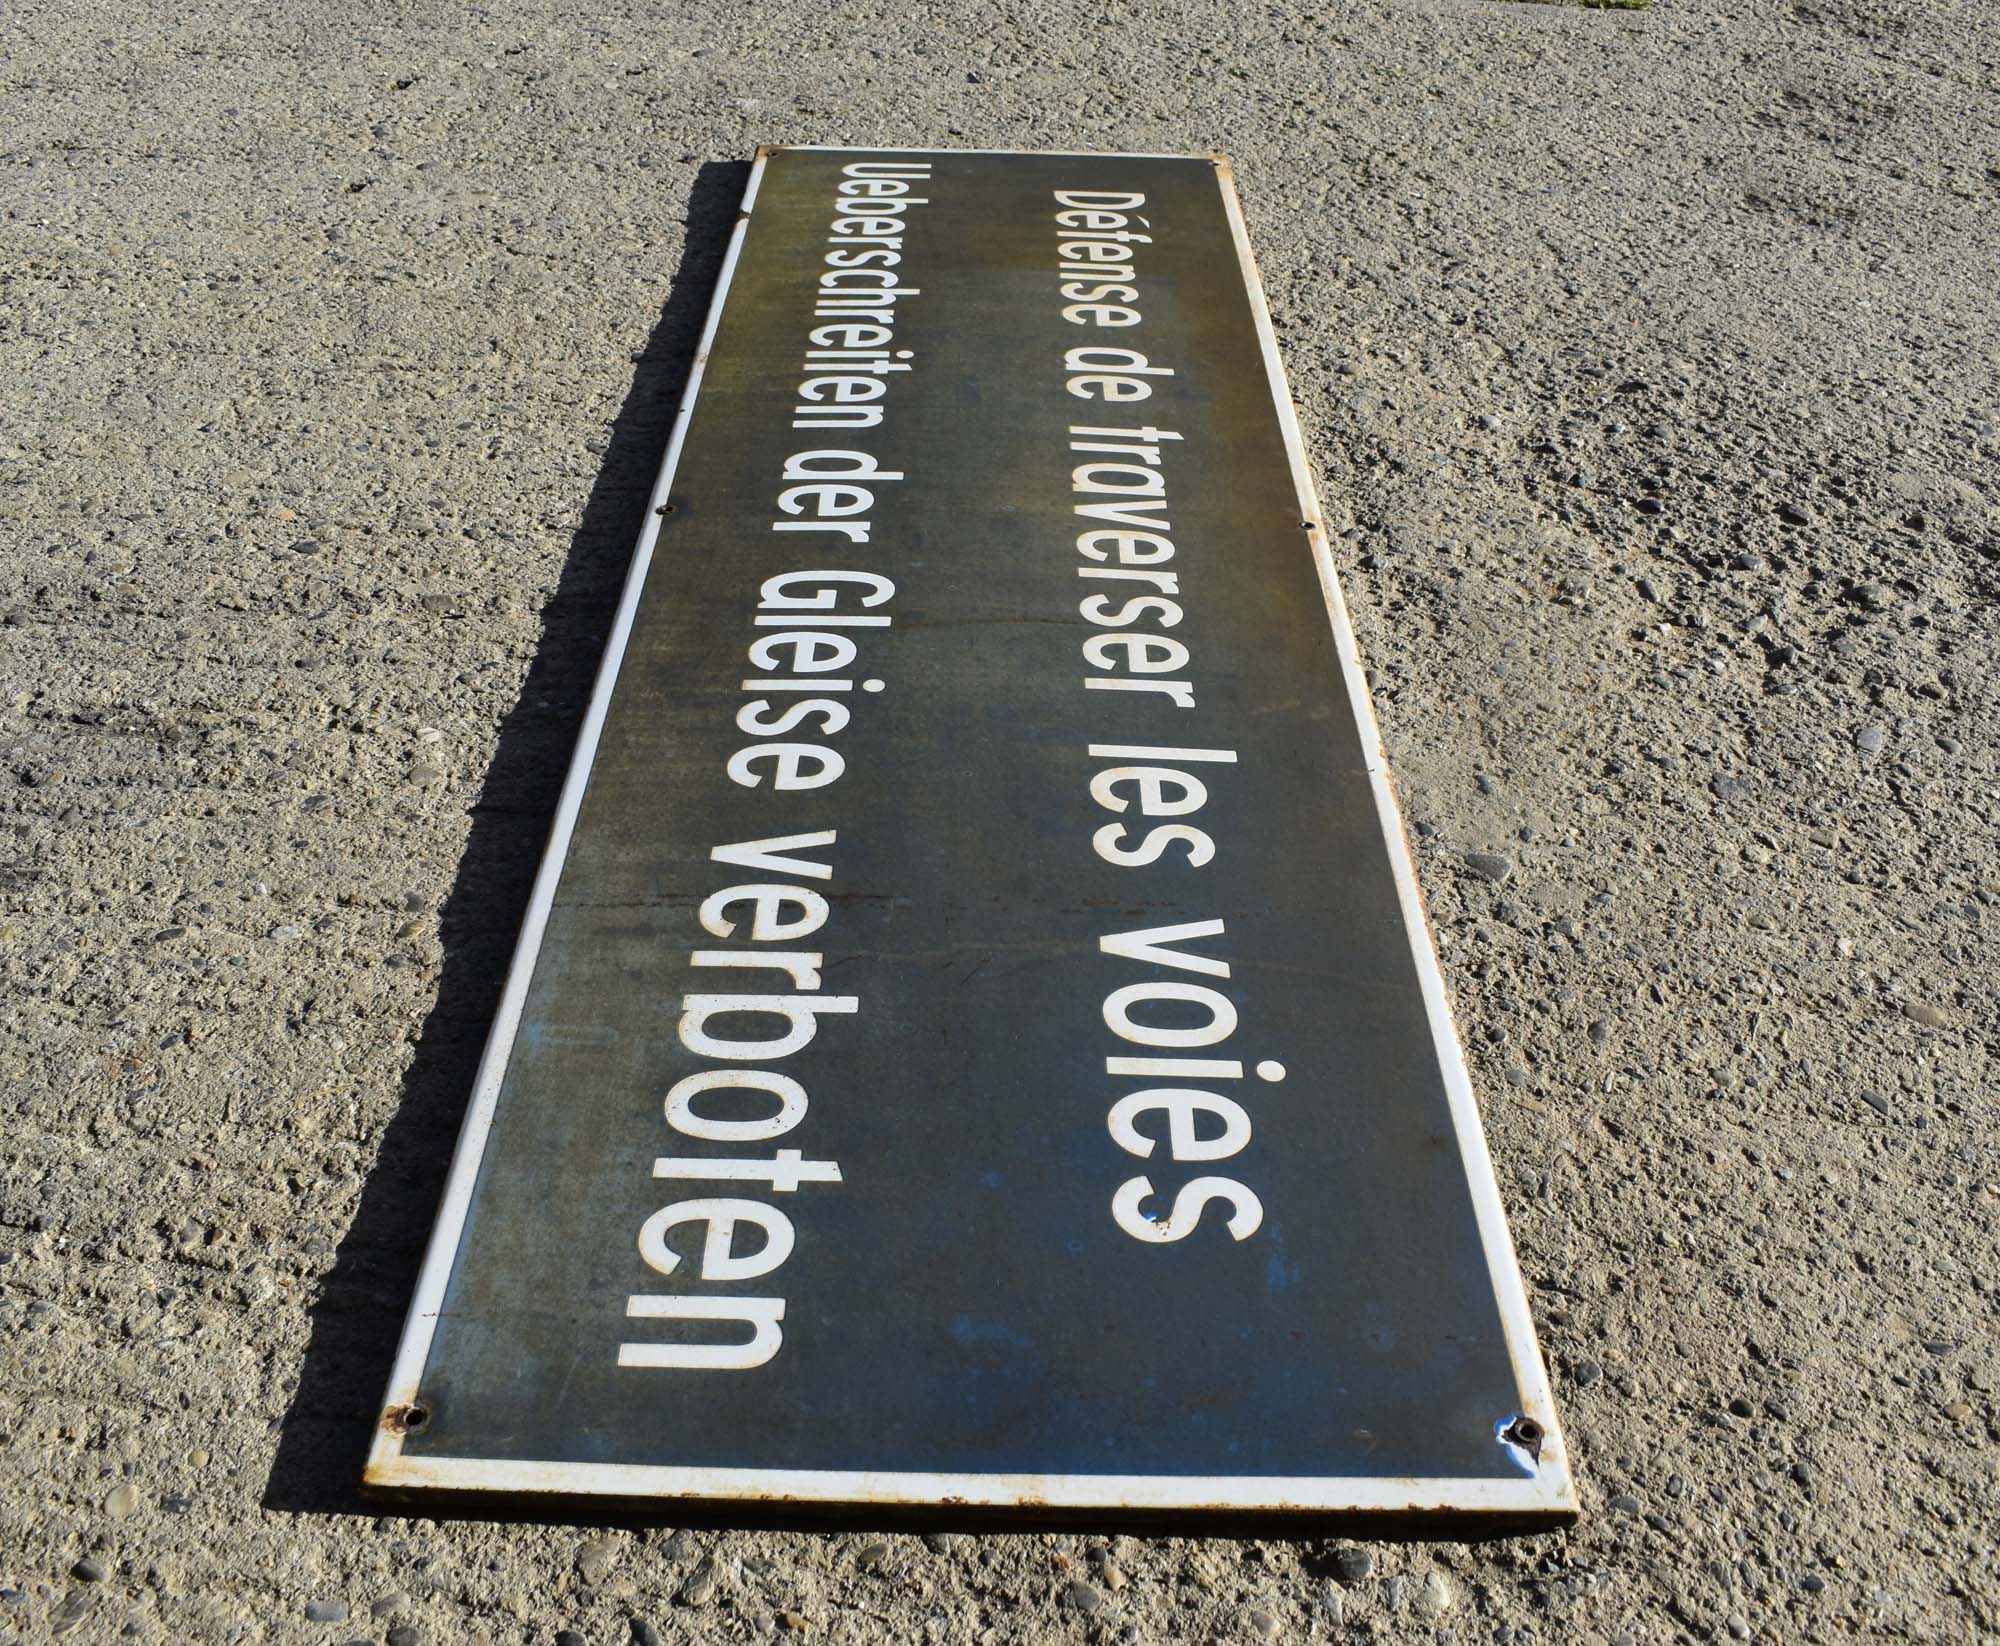 Défense de traverser les voies
Ueberschreiten der Gleise verboten